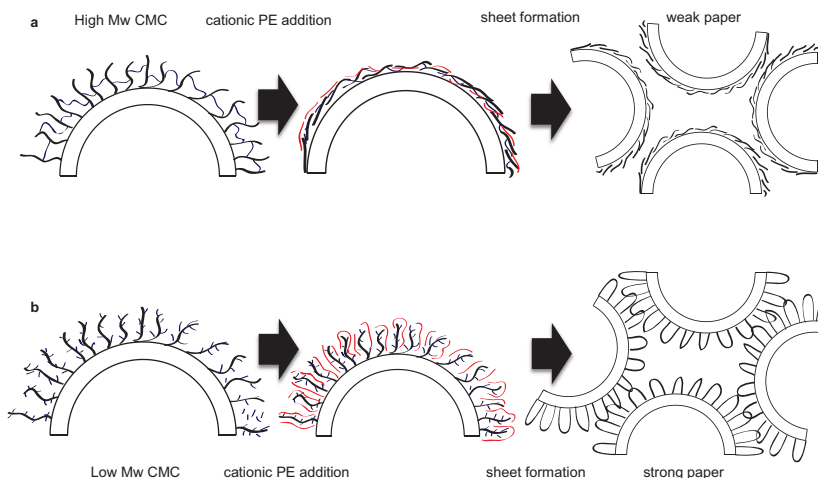 a
High Mw CMC cationic PE addition sheet formation weak paper
b
Low Mw CMC cationic PE addition sheet formation strong paper